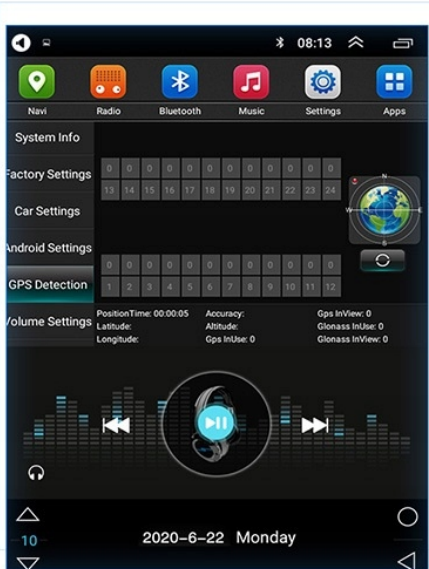 08:13
Navi Radio Bluetooth Music Settings Apps
System Info
Factory Settings
Car Settings
Android Settings
GPS Detection
Volume Settings
0 0 0 0 0 0 0 0 0 0 0 0
13 14 15 16 17 18 19 20 21 22 23 24
N
W E
S
0 0 0 0 0 0 0 0 0 0 0 0
1 2 3 4 5 6 7 8 9 10 11 12
PositionTime: 00:00:05 Accuracy: Gps InView: 0
Latitude: Altitude: Glonass InUse: 0
Longitude: Gps InUse: 0 Glonass InView: 0
10
2020-6-22 Monday